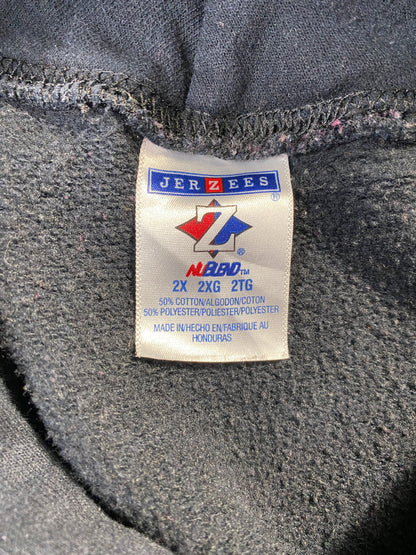 JERZEES
®
Z
®
NUBLEND™
2X 2XG 2TG
50% COTTON/ALGODON/COTON
50% POLYESTER/POLIESTER/POLYESTER
MADE IN/HECHO EN/FABRIQUE AU
HONDURAS